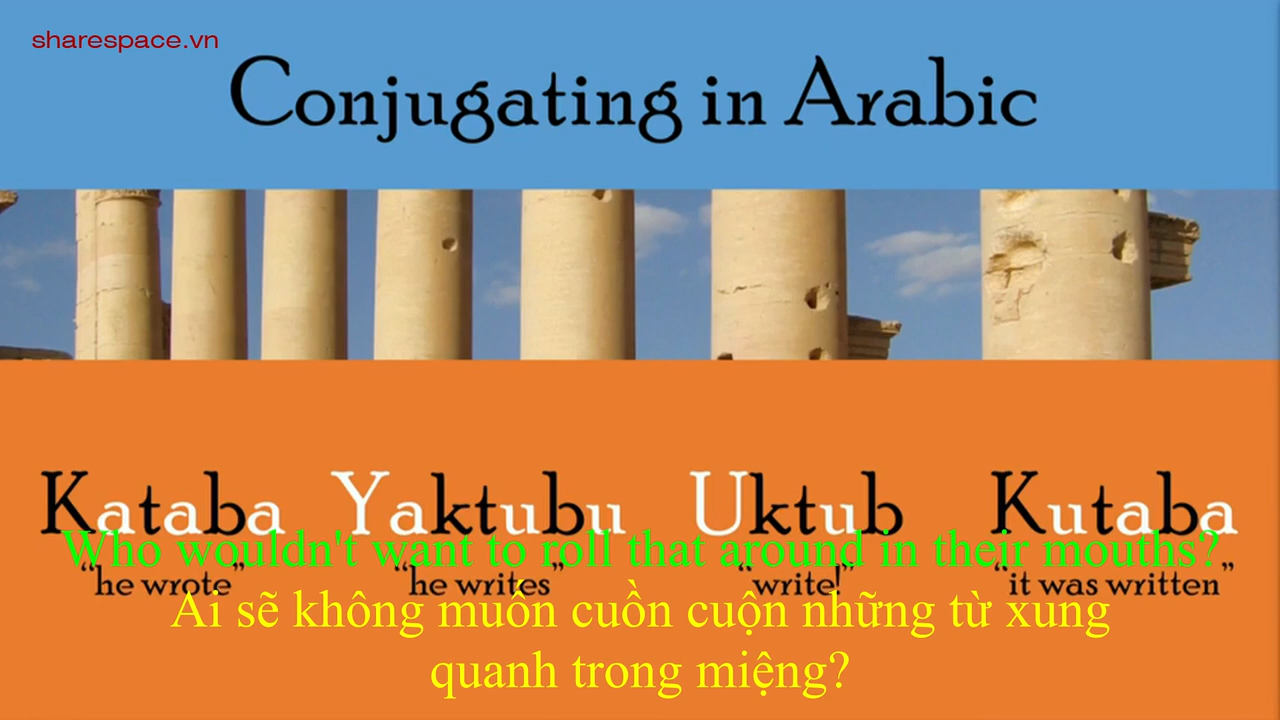 sharespace.vn
Conjugating in Arabic
Kataba Yaktubu Uktub Kutaba
Who wouldn't want to roll that around in their mouths?
“he wrote” “he writes” “write!” “it was written”
Ai sẽ không muốn cuồn cuộn những từ xung
quanh trong miệng?